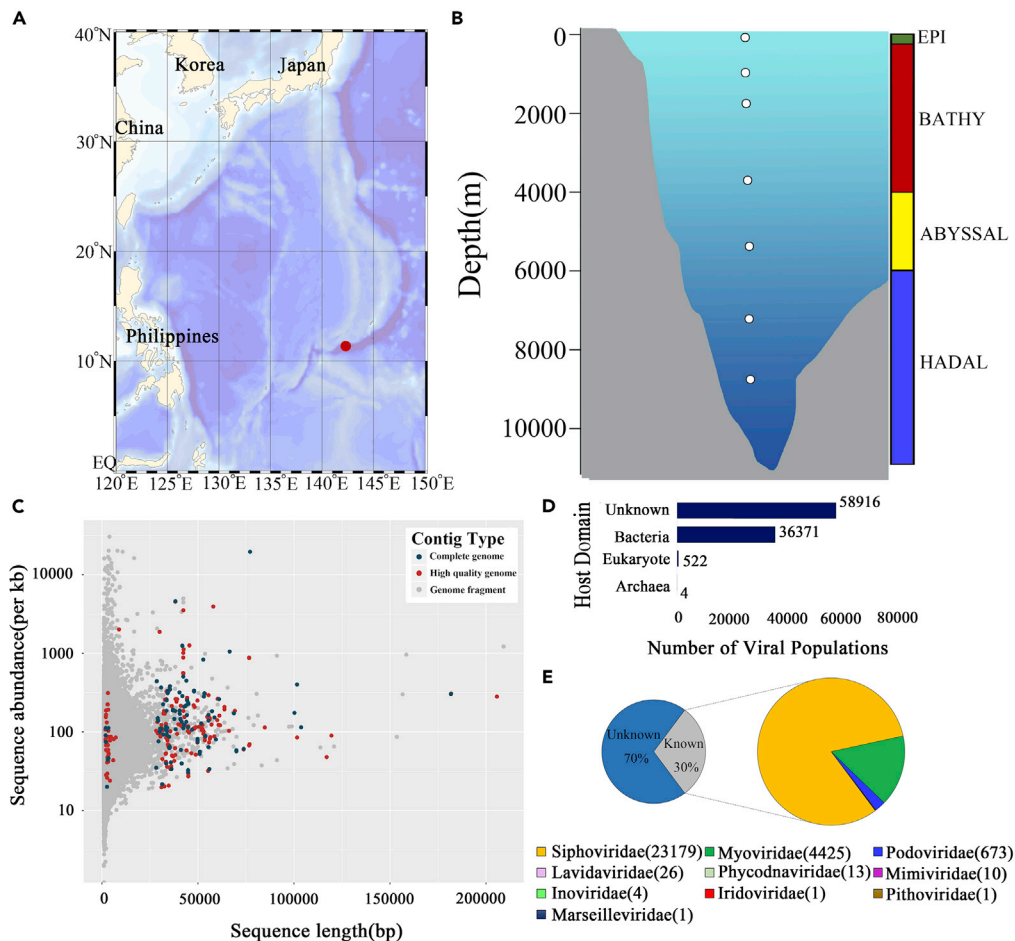 A
40°N
30°N
20°N
10°N
EQ
120°E 125°E 130°E 135°E 140°E 145°E 150°E
Korea Japan
China
Philippines
B
Depth(m)
0
2000
4000
6000
8000
10000
EPI
BATHY
ABYSSAL
HADAL
C
Sequence abundance(per kb)
10000
1000
100
10
0 50000 100000 150000 200000
Sequence length(bp)
Contig Type
Complete genome
High quality genome
Genome fragment
D
Host Domain
Unknown 58916
Bacteria 36371
Eukaryote 522
Archaea 4
0 20000 40000 60000 80000
Number of Viral Populations
E
Unknown
70%
Known
30%
Siphoviridae(23179) Myoviridae(4425) Podoviridae(673)
Lavidaviridae(26) Phycodnaviridae(13) Mimiviridae(10)
Inoviridae(4) Iridoviridae(1) Pithoviridae(1)
Marseilleviridae(1)